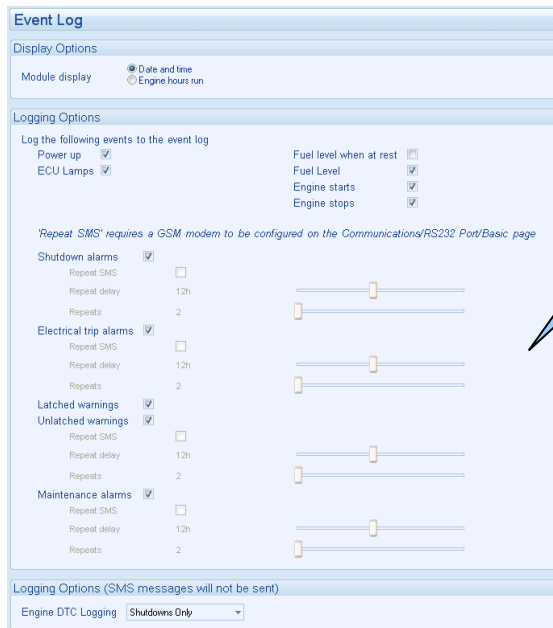 Event Log
Display Options
Module display
Date and time
Engine hours run
Logging Options
Log the following events to the event log
Power up
Fuel level when at rest
ECU Lamps
Fuel Level
Engine starts
Engine stops
'Repeat SMS' requires a GSM modem to be configured on the Communications/RS232 Port/Basic page
Shutdown alarms
Repeat SMS
Repeat delay 12h
Repeats 2
Electrical trip alarms
Repeat SMS
Repeat delay 12h
Repeats 2
Latched warnings
Unlatched warnings
Repeat SMS
Repeat delay 12h
Repeats 2
Maintenance alarms
Repeat SMS
Repeat delay 12h
Repeats 2
Logging Options (SMS messages will not be sent)
Engine DTC Logging Shutdowns Only